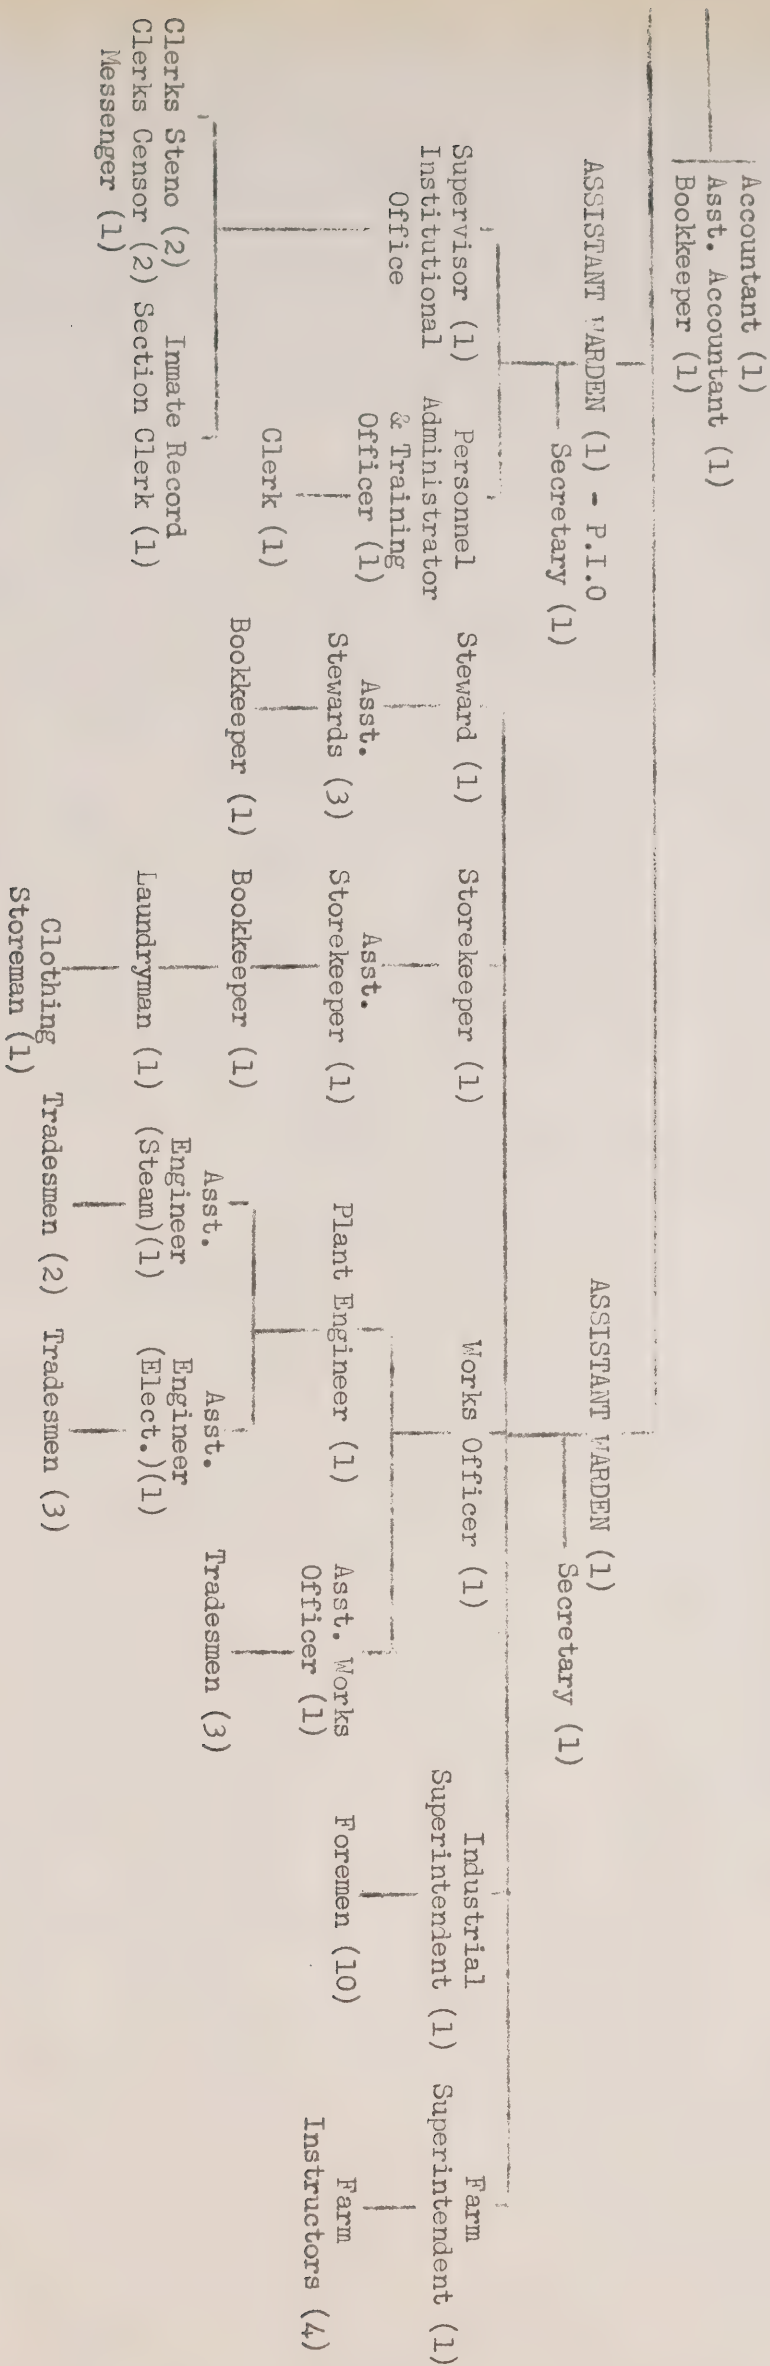 Accountant (1)
Asst. Accountant (1)
Bookkeeper (1)
ASSISTANT WARDEN (1) - P.I.O
Secretary (1)
Supervisor (1)
Institutional
Office
Personnel
Administrator
& Training
Officer (1)
Clerk (1)
Clerks Steno (2)
Clerks Censor (2)
Messenger (1)
Inmate Record
Section Clerk (1)
ASSISTANT WARDEN (1)
Secretary (1)
Steward (1)
Asst.
Stewards (3)
Bookkeeper (1)
Storekeeper (1)
Asst.
Storekeeper (1)
Bookkeeper (1)
Laundryman (1)
Clothing
Storeman (1)
Works Officer (1)
Plant Engineer (1)
Asst.
Engineer
(Steam)(1)
Tradesmen (2)
Asst.
Engineer
(Elect.)(1)
Tradesmen (3)
Asst. Works
Officer (1)
Tradesmen (3)
Industrial
Superintendent (1)
Foremen (10)
Farm
Superintendent (1)
Farm
Instructors (4)